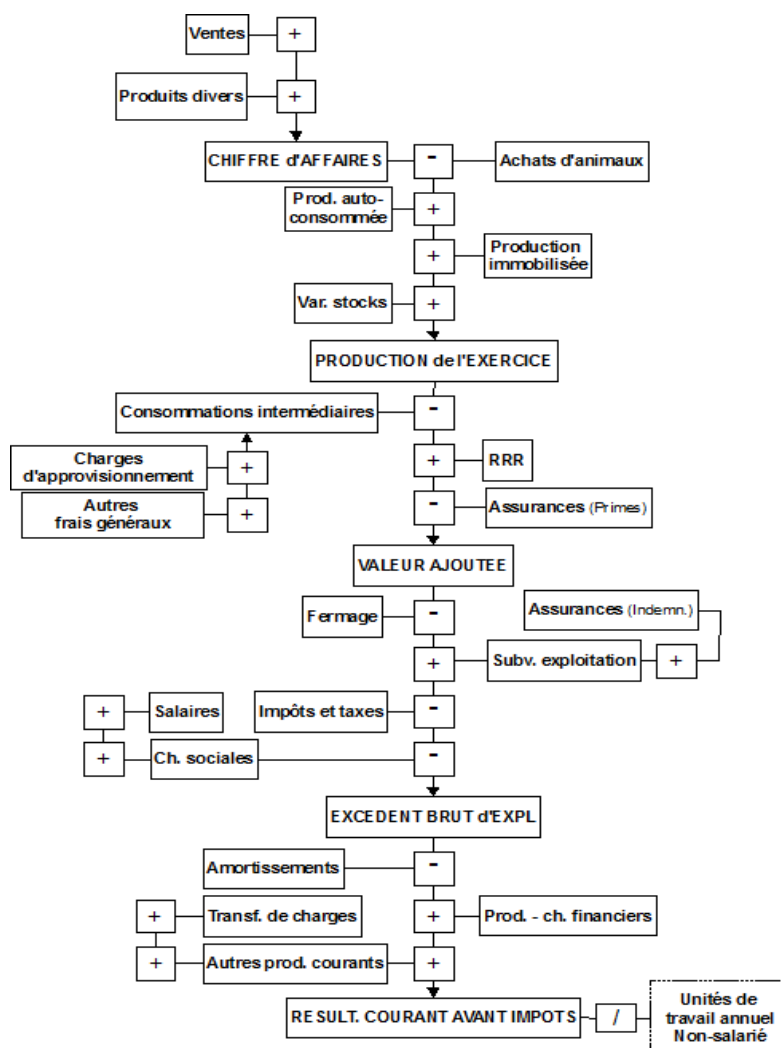 Ventes +
Produits divers +
CHIFFRE d'AFFAIRES - Achats d'animaux
Prod. auto-
consommée +
+ Production
immobilisée
Var. stocks +
PRODUCTION de l'EXERCICE
Consommations intermédiaires -
Charges
d'approvisionnement + + RRR
Autres
frais généraux + - Assurances (Primes)
VALEUR AJOUTEE
Fermage - Assurances (Indemn.)
+ Subv. exploitation +
+ Salaires Impôts et taxes -
+ Ch. sociales -
EXCEDENT BRUT d'EXPL
Amortissements -
+ Transf. de charges + Prod. - ch. financiers
+ Autres prod. courants +
RESULT. COURANT AVANT IMPOTS /
Unités de
travail annuel
Non-salarié